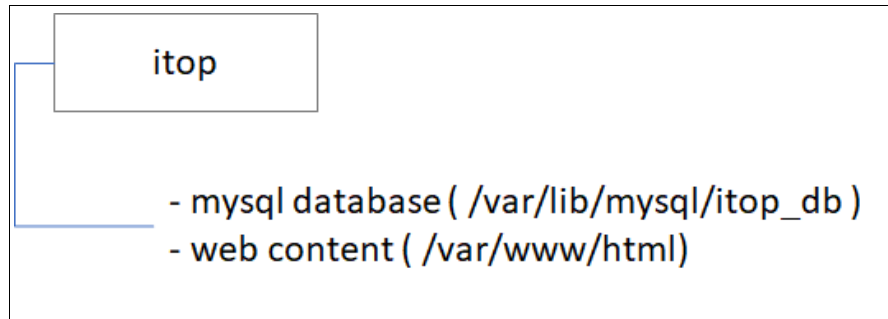 itop
- mysql database ( /var/lib/mysql/itop_db )
- web content ( /var/www/html)